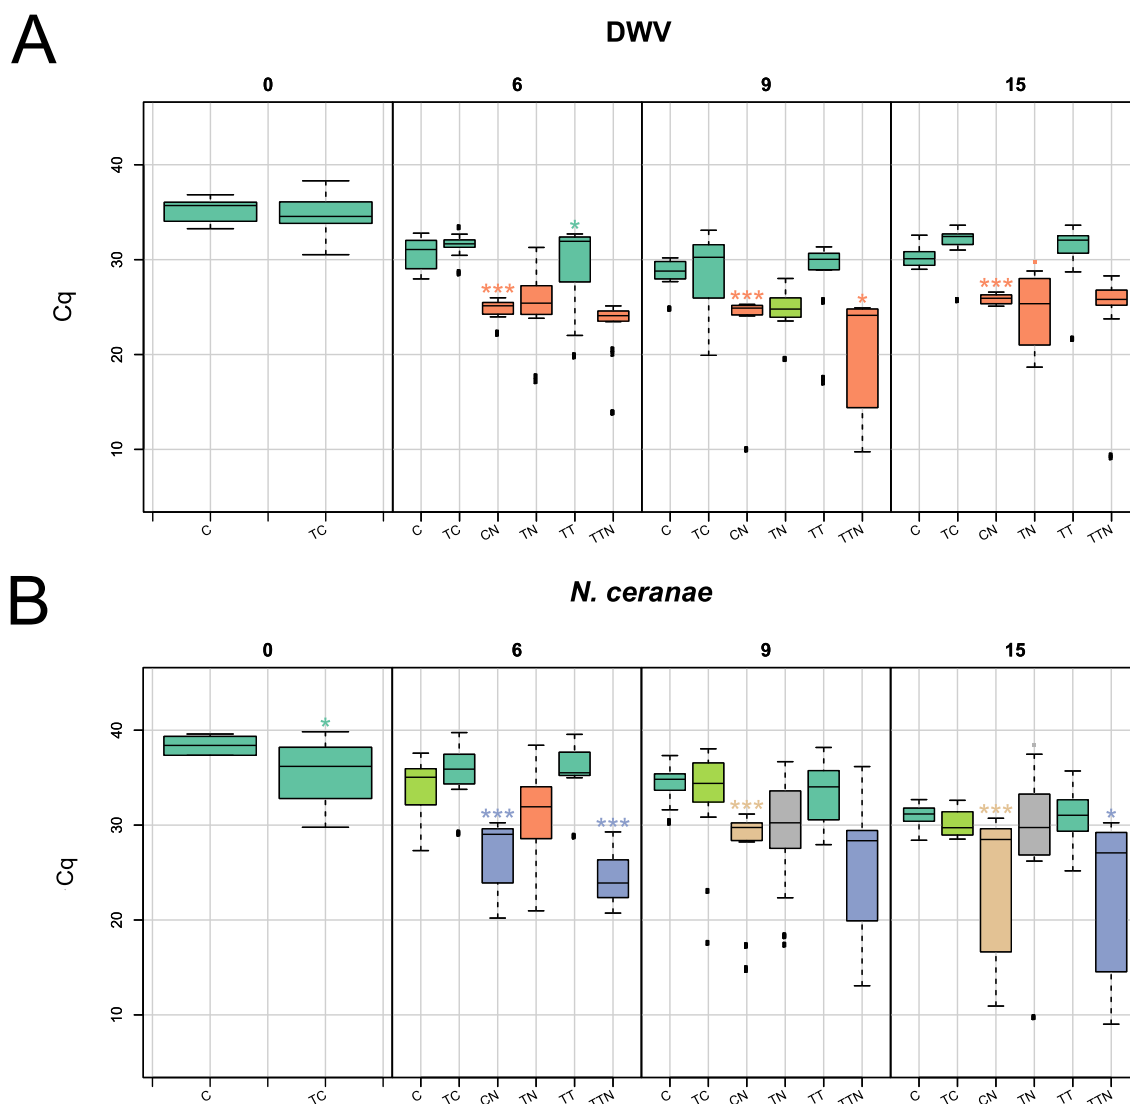 A
DWV
0 6 9 15
Cq
40
30
20
10
* *** *** * ***
C TC C TC CN TN TT TTN C TC CN TN TT TTN C TC CN TN TT TTN
B
N. ceranae
0 6 9 15
Cq
40
30
20
10
* *** *** *** *** *
C TC C TC CN TN TT TTN C TC CN TN TT TTN C TC CN TN TT TTN